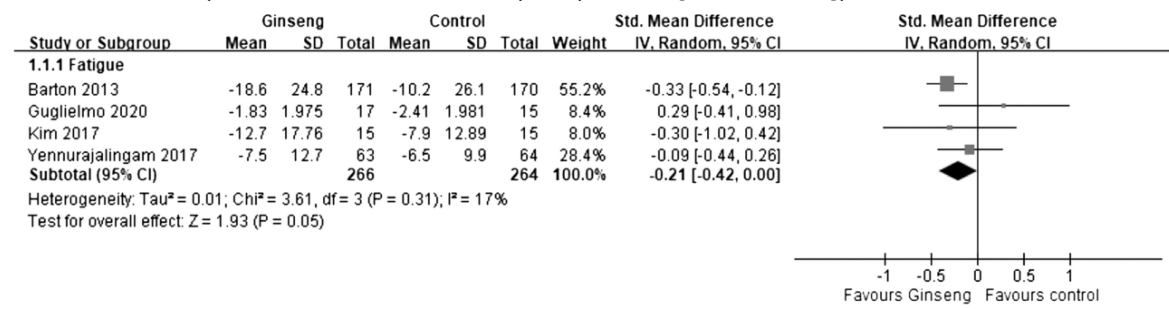 Ginseng Control Std. Mean Difference Std. Mean Difference
Study or Subgroup Mean SD Total Mean SD Total Weight IV, Random, 95% CI IV, Random, 95% CI
1.1.1 Fatigue
Barton 2013 -18.6 24.8 171 -10.2 26.1 170 55.2% -0.33 [-0.54, -0.12]
Guglielmo 2020 -1.83 1.975 17 -2.41 1.981 15 8.4% 0.29 [-0.41, 0.98]
Kim 2017 -12.7 17.76 15 -7.9 12.89 15 8.0% -0.30 [-1.02, 0.42]
Yennurajalingam 2017 -7.5 12.7 63 -6.5 9.9 64 28.4% -0.09 [-0.44, 0.26]
Subtotal (95% CI) 266 264 100.0% -0.21 [-0.42, 0.00]
Heterogeneity: Tau² = 0.01; Chi² = 3.61, df = 3 (P = 0.31); I² = 17%
Test for overall effect: Z = 1.93 (P = 0.05)
-1 -0.5 0 0.5 1
Favours Ginseng Favours control